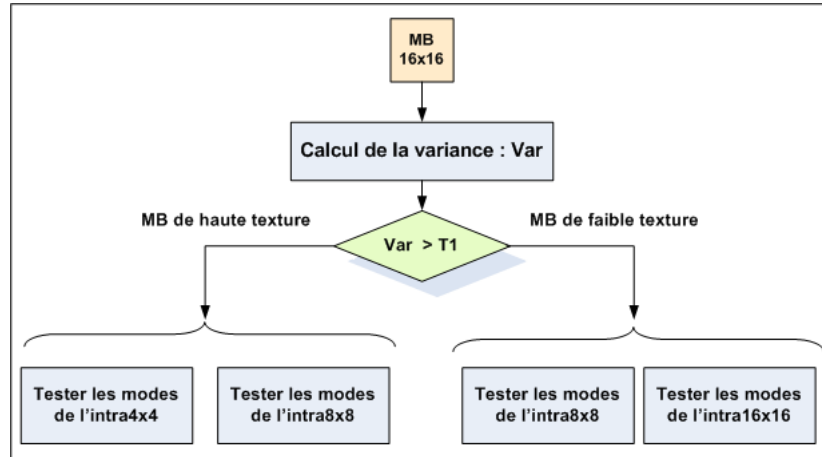 MB
16x16
Calcul de la variance : Var
MB de haute texture
MB de faible texture
Var > T1
Tester les modes
de l'intra4x4
Tester les modes
de l'intra8x8
Tester les modes
de l'intra8x8
Tester les modes
de l'intra16x16